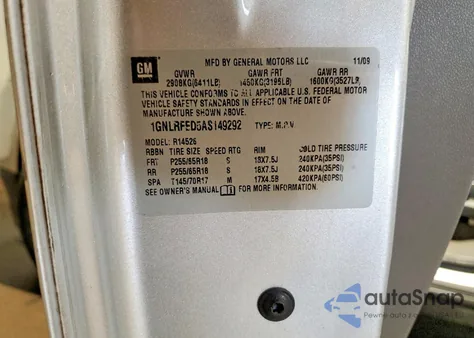 GM
MFD BY GENERAL MOTORS LLC 11/09
GVWR GAWR FRT GAWR RR
2908KG(6411LB) 1450KG(3195LB) 1600KG(3527LB)
THIS VEHICLE CONFORMS TO ALL APPLICABLE U.S. FEDERAL MOTOR
VEHICLE SAFETY STANDARDS IN EFFECT ON THE DATE OF
MANUFACTURE SHOWN ABOVE.
1GNLRFED5AS149292 TYPE: M.P.V.
MODEL: R14526
RBBN TIRE SIZE SPEED RTG RIM COLD TIRE PRESSURE
FRT P255/65R18 S 18X7.5J 240KPA(35PSI)
RR P255/65R18 S 18X7.5J 240KPA(35PSI)
SPA T145/70R17 M 17X4.5B 420KPA(60PSI)
SEE OWNER'S MANUAL FOR MORE INFORMATION.
autoSnap
Pewne auta z